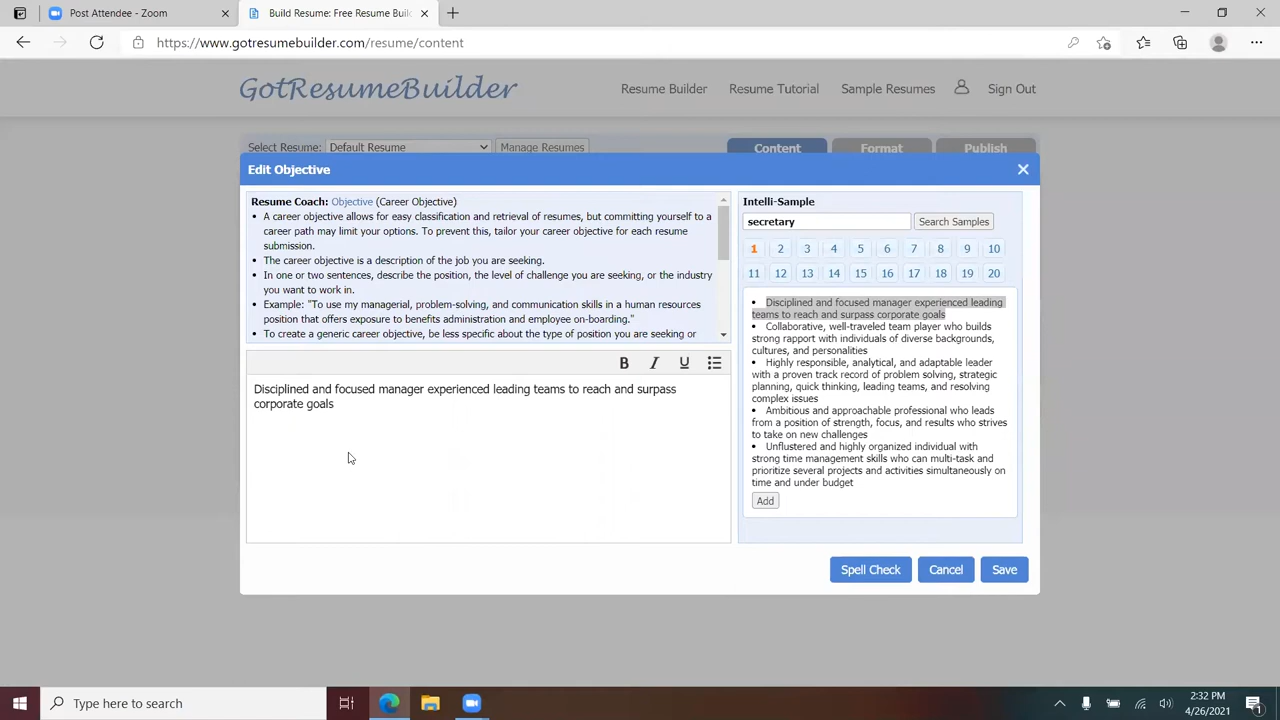 Post Attendee - Zoom
Build Resume: Free Resume Buil
https://www.gotresumebuilder.com/resume/content
GotResumeBuilder
Resume Builder
Resume Tutorial
Sample Resumes
Sign Out
Select Resume:
Default Resume
Manage Resumes
Content
Format
Publish
Edit Objective
Resume Coach: Objective (Career Objective)
• A career objective allows for easy classification and retrieval of resumes, but committing yourself to a
career path may limit your options. To prevent this, tailor your career objective for each resume
submission.
• The career objective is a description of the job you are seeking.
• In one or two sentences, describe the position, the level of challenge you are seeking, or the industry
you want to work in.
• Example: "To use my managerial, problem-solving, and communication skills in a human resources
position that offers exposure to benefits administration and employee on-boarding."
• To create a generic career objective, be less specific about the type of position you are seeking or
B I U
Disciplined and focused manager experienced leading teams to reach and surpass
corporate goals
Intelli-Sample
secretary
Search Samples
1 2 3 4 5 6 7 8 9 10
11 12 13 14 15 16 17 18 19 20
• Disciplined and focused manager experienced leading
teams to reach and surpass corporate goals
• Collaborative, well-traveled team player who builds
strong rapport with individuals of diverse backgrounds,
cultures, and personalities
• Highly responsible, analytical, and adaptable leader
with a proven track record of problem solving, strategic
planning, quick thinking, leading teams, and resolving
complex issues
• Ambitious and approachable professional who leads
from a position of strength, focus, and results who strives
to take on new challenges
• Unflustered and highly organized individual with
strong time management skills who can multi-task and
prioritize several projects and activities simultaneously on
time and under budget
Add
Spell Check
Cancel
Save
Type here to search
2:32 PM
4/26/2021
1